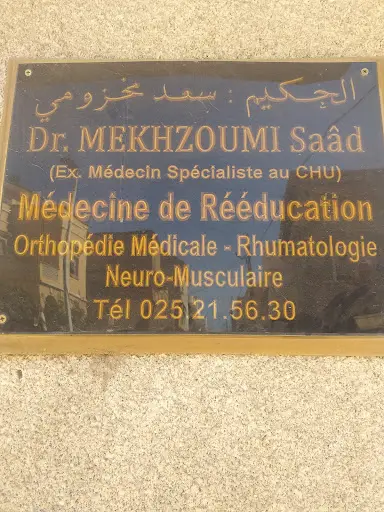 الحكيم : سعد مخزومي
Dr. MEKHZOUMI Saâd
(Ex. Médecin Spécialiste au CHU)
Médecine de Rééducation
Orthopédie Médicale - Rhumatologie
Neuro-Musculaire
Tél 025.21.56.30